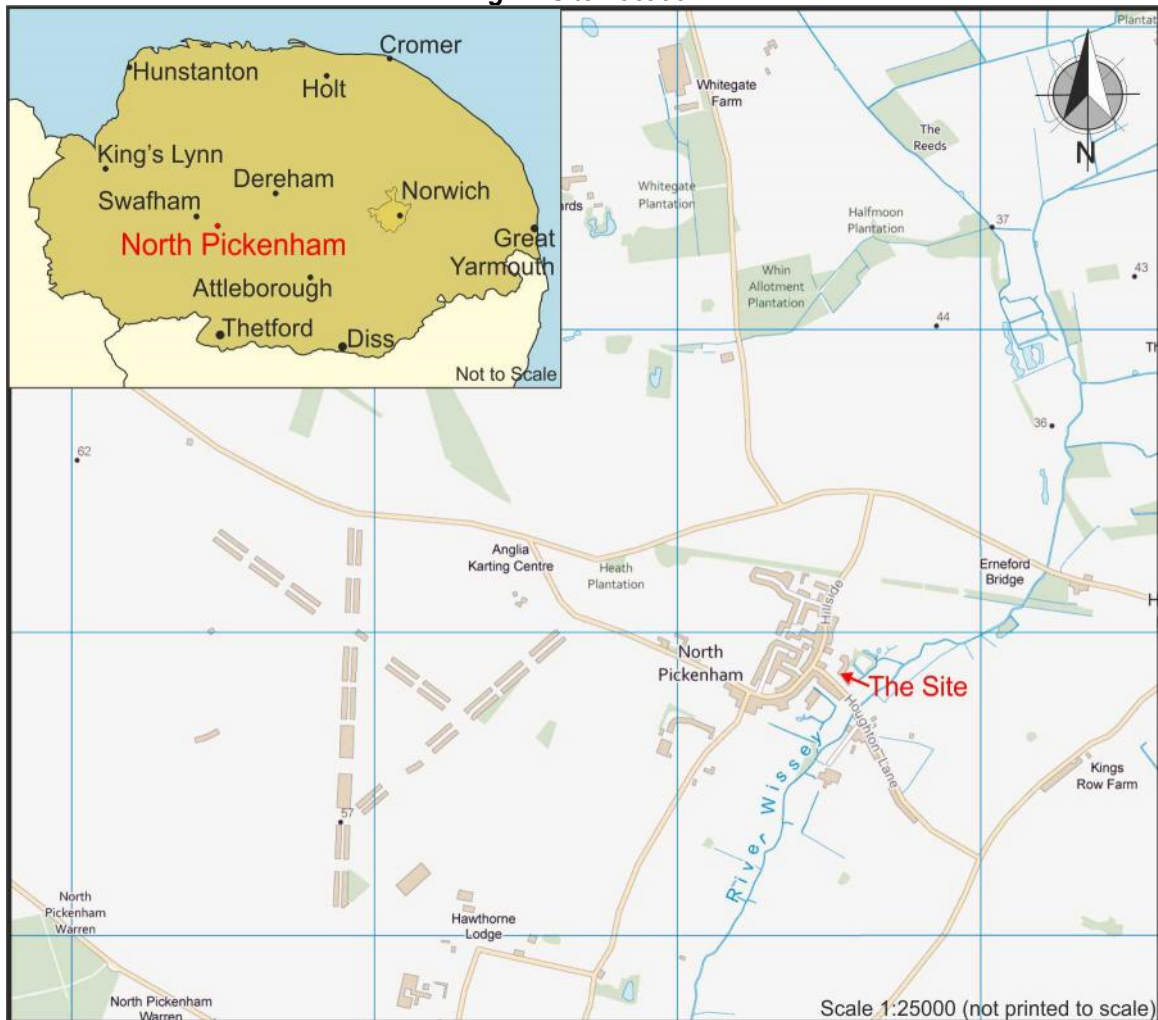 Cromer
Hunstanton
Holt
King's Lynn
Dereham
Swafham
Norwich
North Pickenham
Great
Yarmouth
Attleborough
Thetford
Diss
Not to Scale
Whitegate
Farm
The
Reeds
N
Whitegate
Plantation
Halfmoon
Plantation
37
43
Whin
Allotment
Plantation
44
36
62
Anglia
Karting Centre
Heath
Plantation
Hillside
Erneford
Bridge
H
North
Pickenham
The Site
Houghton Lane
River Wissey
Kings
Row Farm
57
North
Pickenham
Warren
Hawthorne
Lodge
North Pickenham
Warren
Scale 1:25000 (not printed to scale)